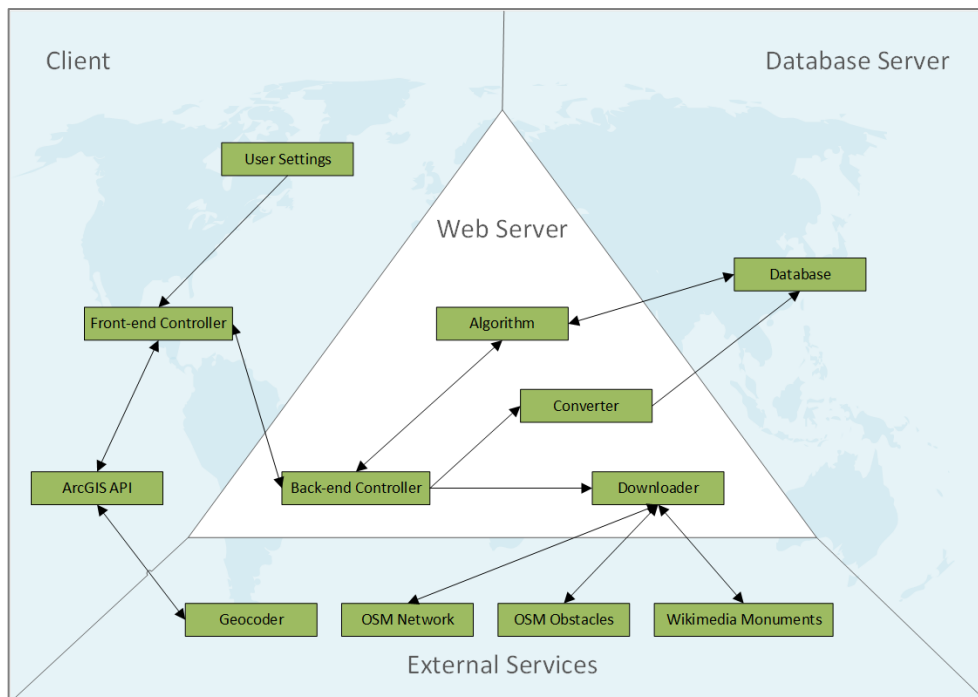 Client
Database Server
User Settings
Web Server
Database
Front-end Controller
Algorithm
Converter
ArcGIS API
Back-end Controller
Downloader
Geocoder
OSM Network
OSM Obstacles
Wikimedia Monuments
External Services